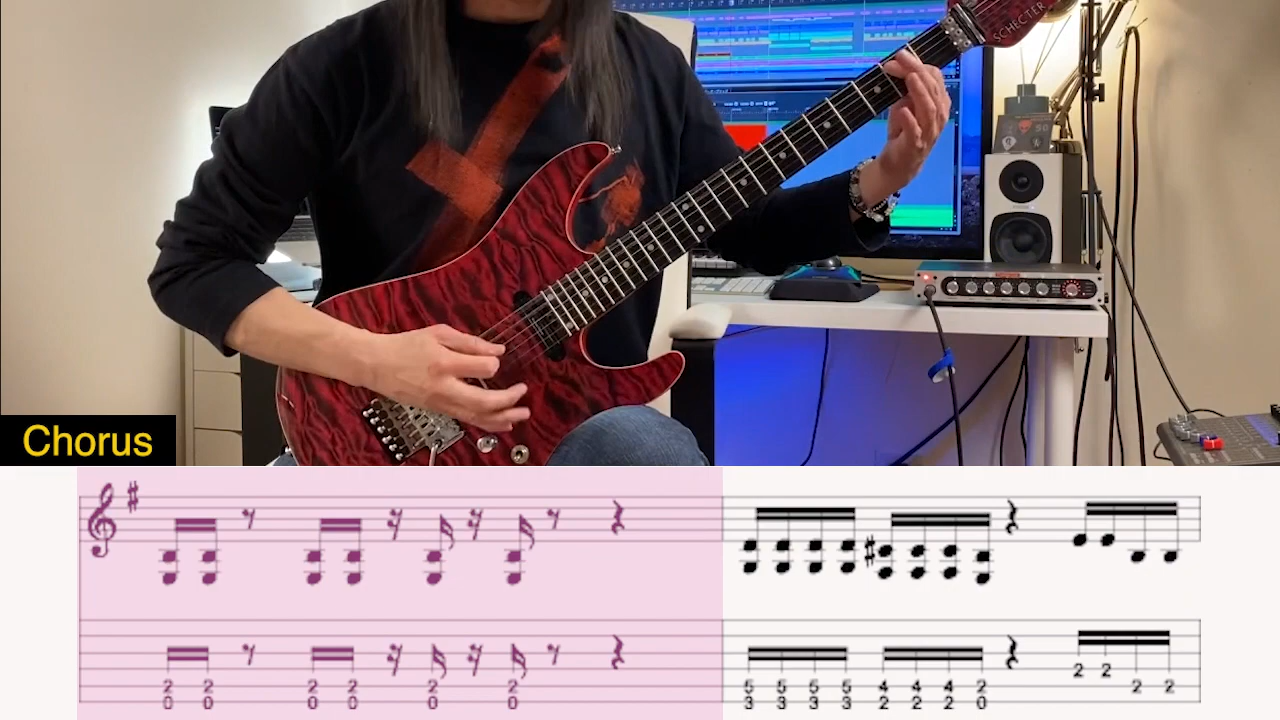 SCHECTER
Chorus
2 2 2 2 2 2 5 5 5 5 4 4 4 2 2 2 2 2
0 0 0 0 0 0 3 3 3 3 2 2 2 0